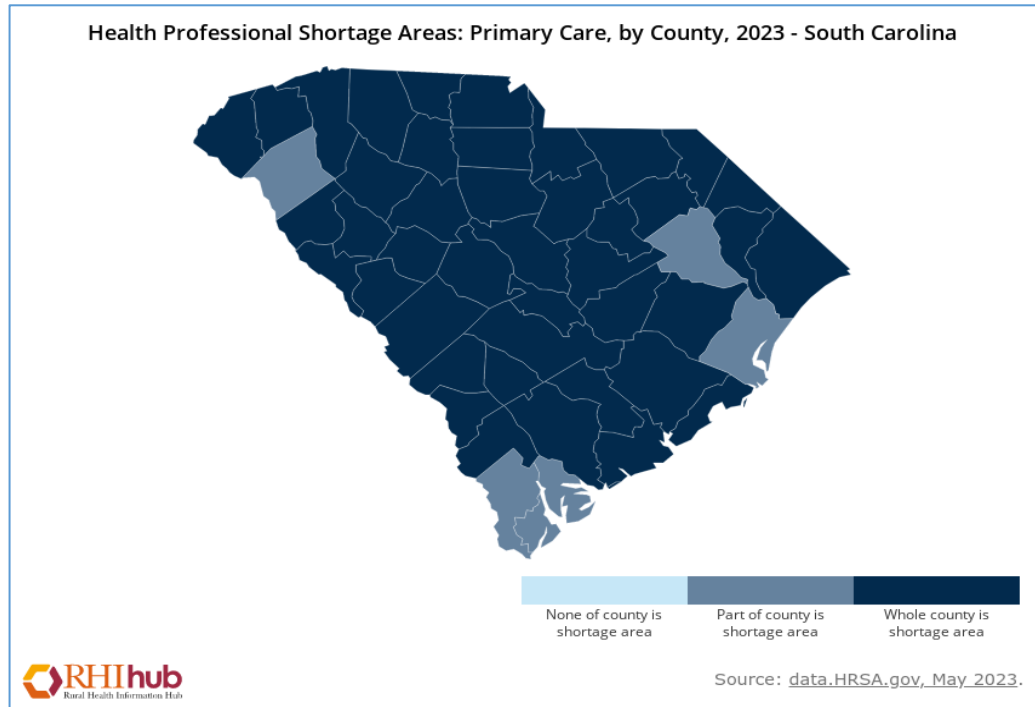 Health Professional Shortage Areas: Primary Care, by County, 2023 - South Carolina
None of county is
shortage area
Part of county is
shortage area
Whole county is
shortage area
RHIhub
Rural Health Information Hub
Source: data.HRSA.gov, May 2023.